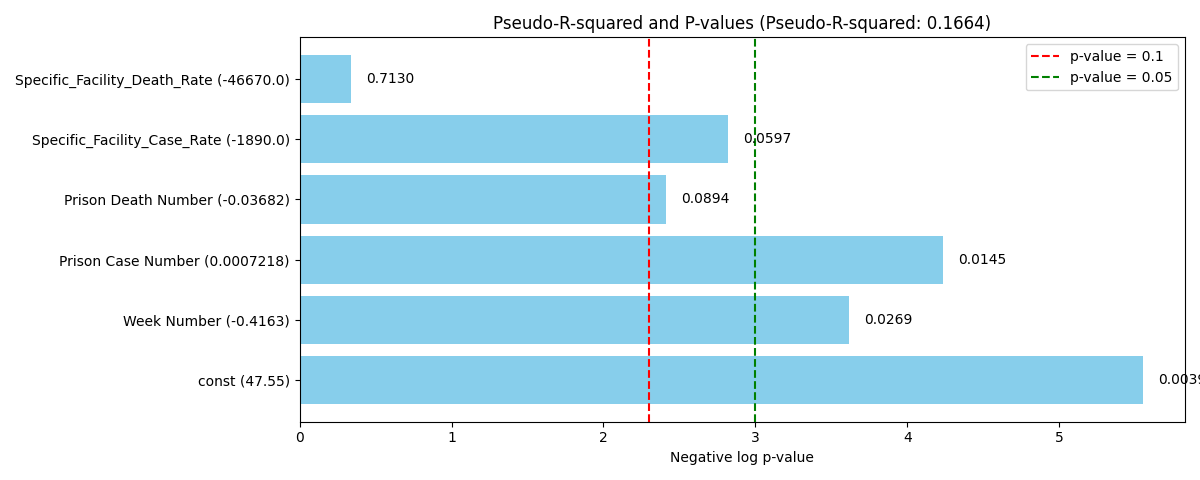 Pseudo-R-squared and P-values (Pseudo-R-squared: 0.1664)
p-value = 0.1
p-value = 0.05
Specific_Facility_Death_Rate (-46670.0)
0.7130
Specific_Facility_Case_Rate (-1890.0)
0.0597
Prison Death Number (-0.03682)
0.0894
Prison Case Number (0.0007218)
0.0145
Week Number (-0.4163)
0.0269
const (47.55)
0.0039
0 1 2 3 4 5
Negative log p-value